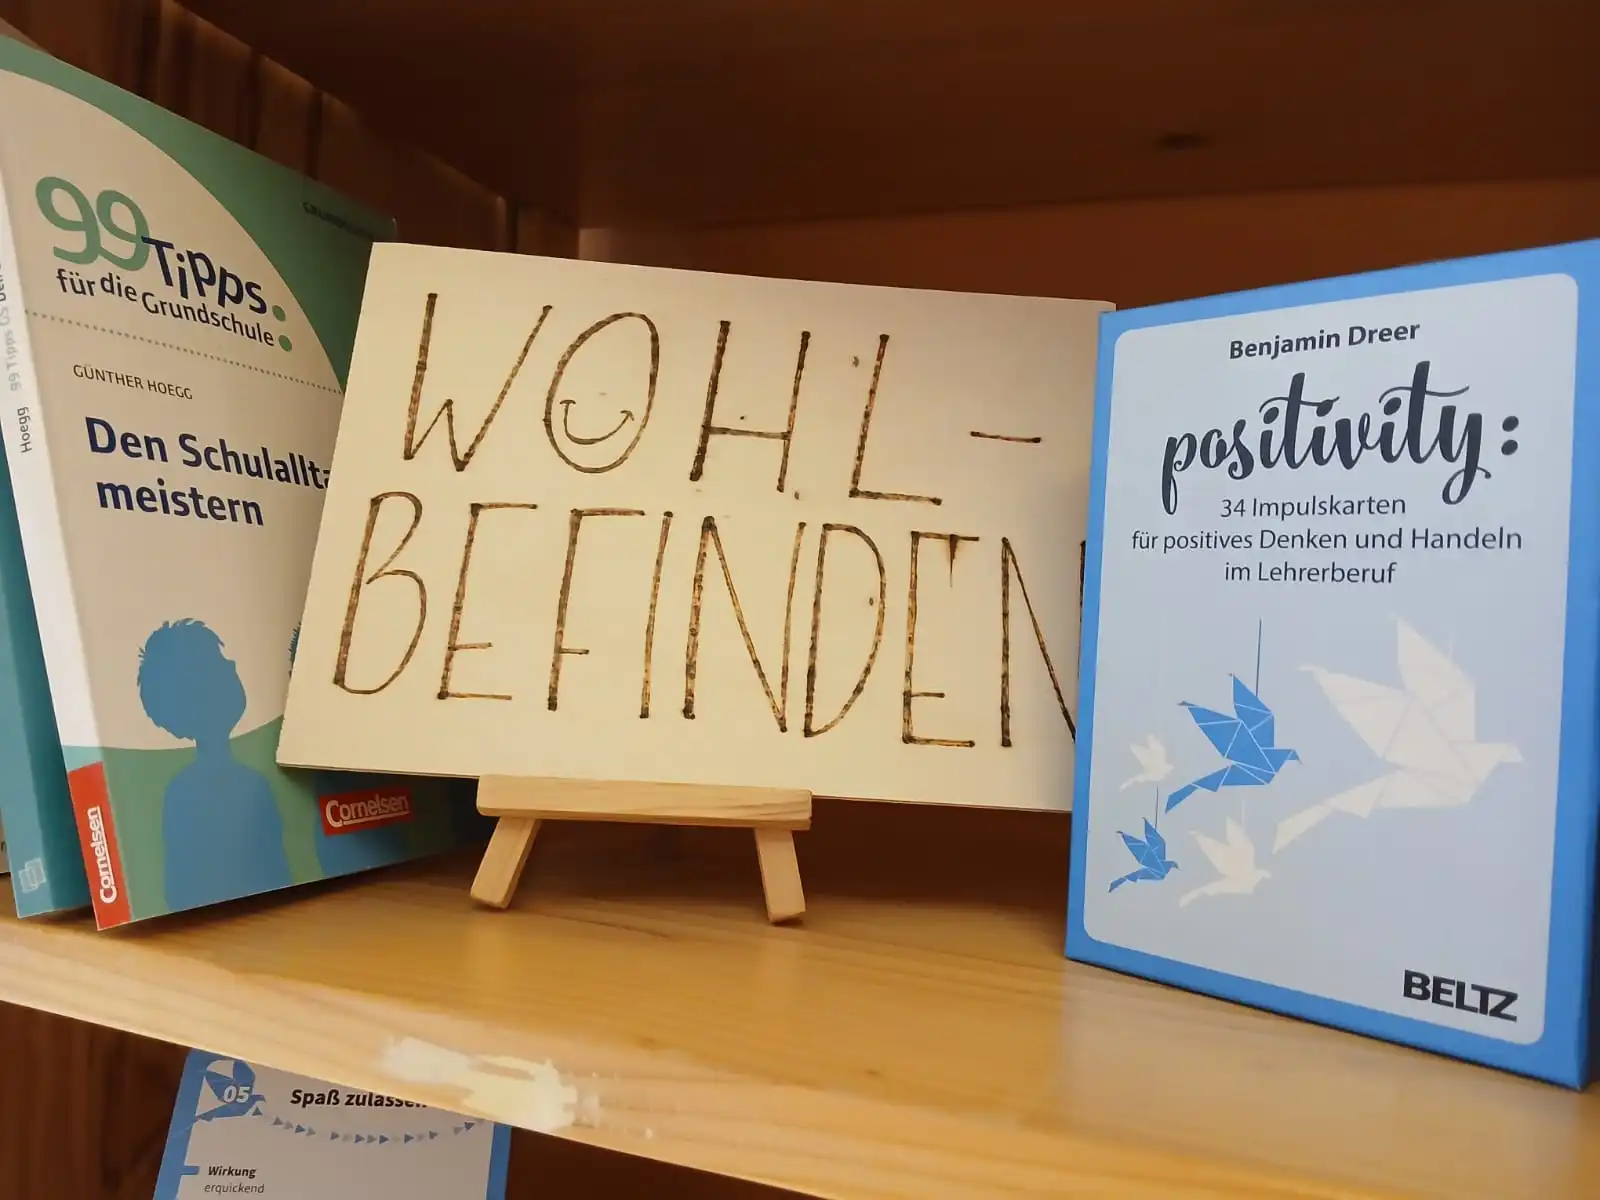 99 Tipps
für die Grundschule
GÜNTHER HOEGG
Den Schulallta
meistern
Cornelsen
Hoegg 99 Tipps GS
Cornelsen
WOHL-
BEFINDEN
Benjamin Dreer
positivity:
34 Impulskarten
für positives Denken und Handeln
im Lehrerberuf
BELTZ
05
Spaß zulassen
Wirkung
erquickend